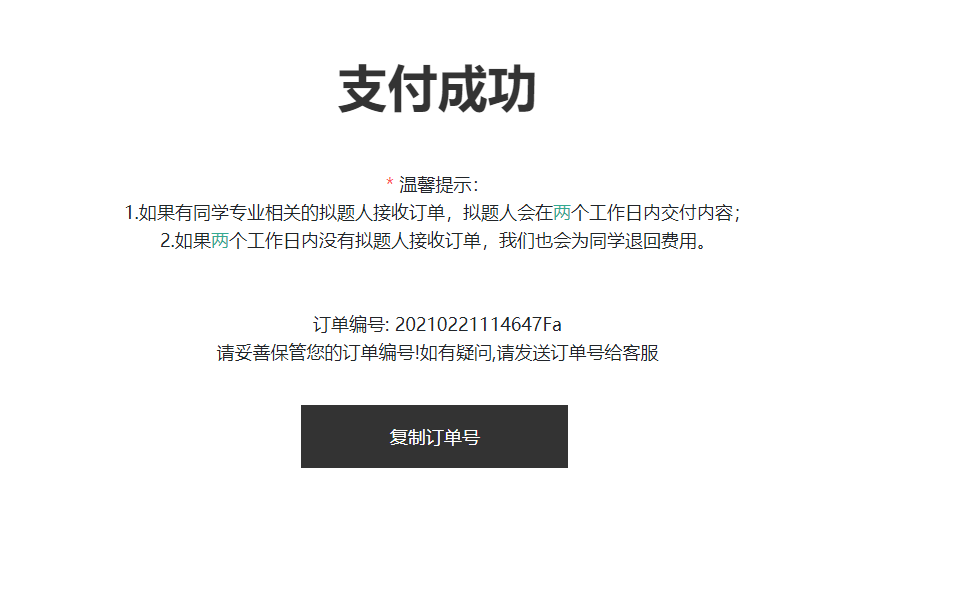 支付成功
* 温馨提示：
1.如果有同学专业相关的拟题人接收订单，拟题人会在两个工作日内交付内容；
2.如果两个工作日内没有拟题人接收订单，我们也会为同学退回费用。
订单编号: 20210221114647Fa
请妥善保管您的订单编号!如有疑问,请发送订单号给客服
复制订单号